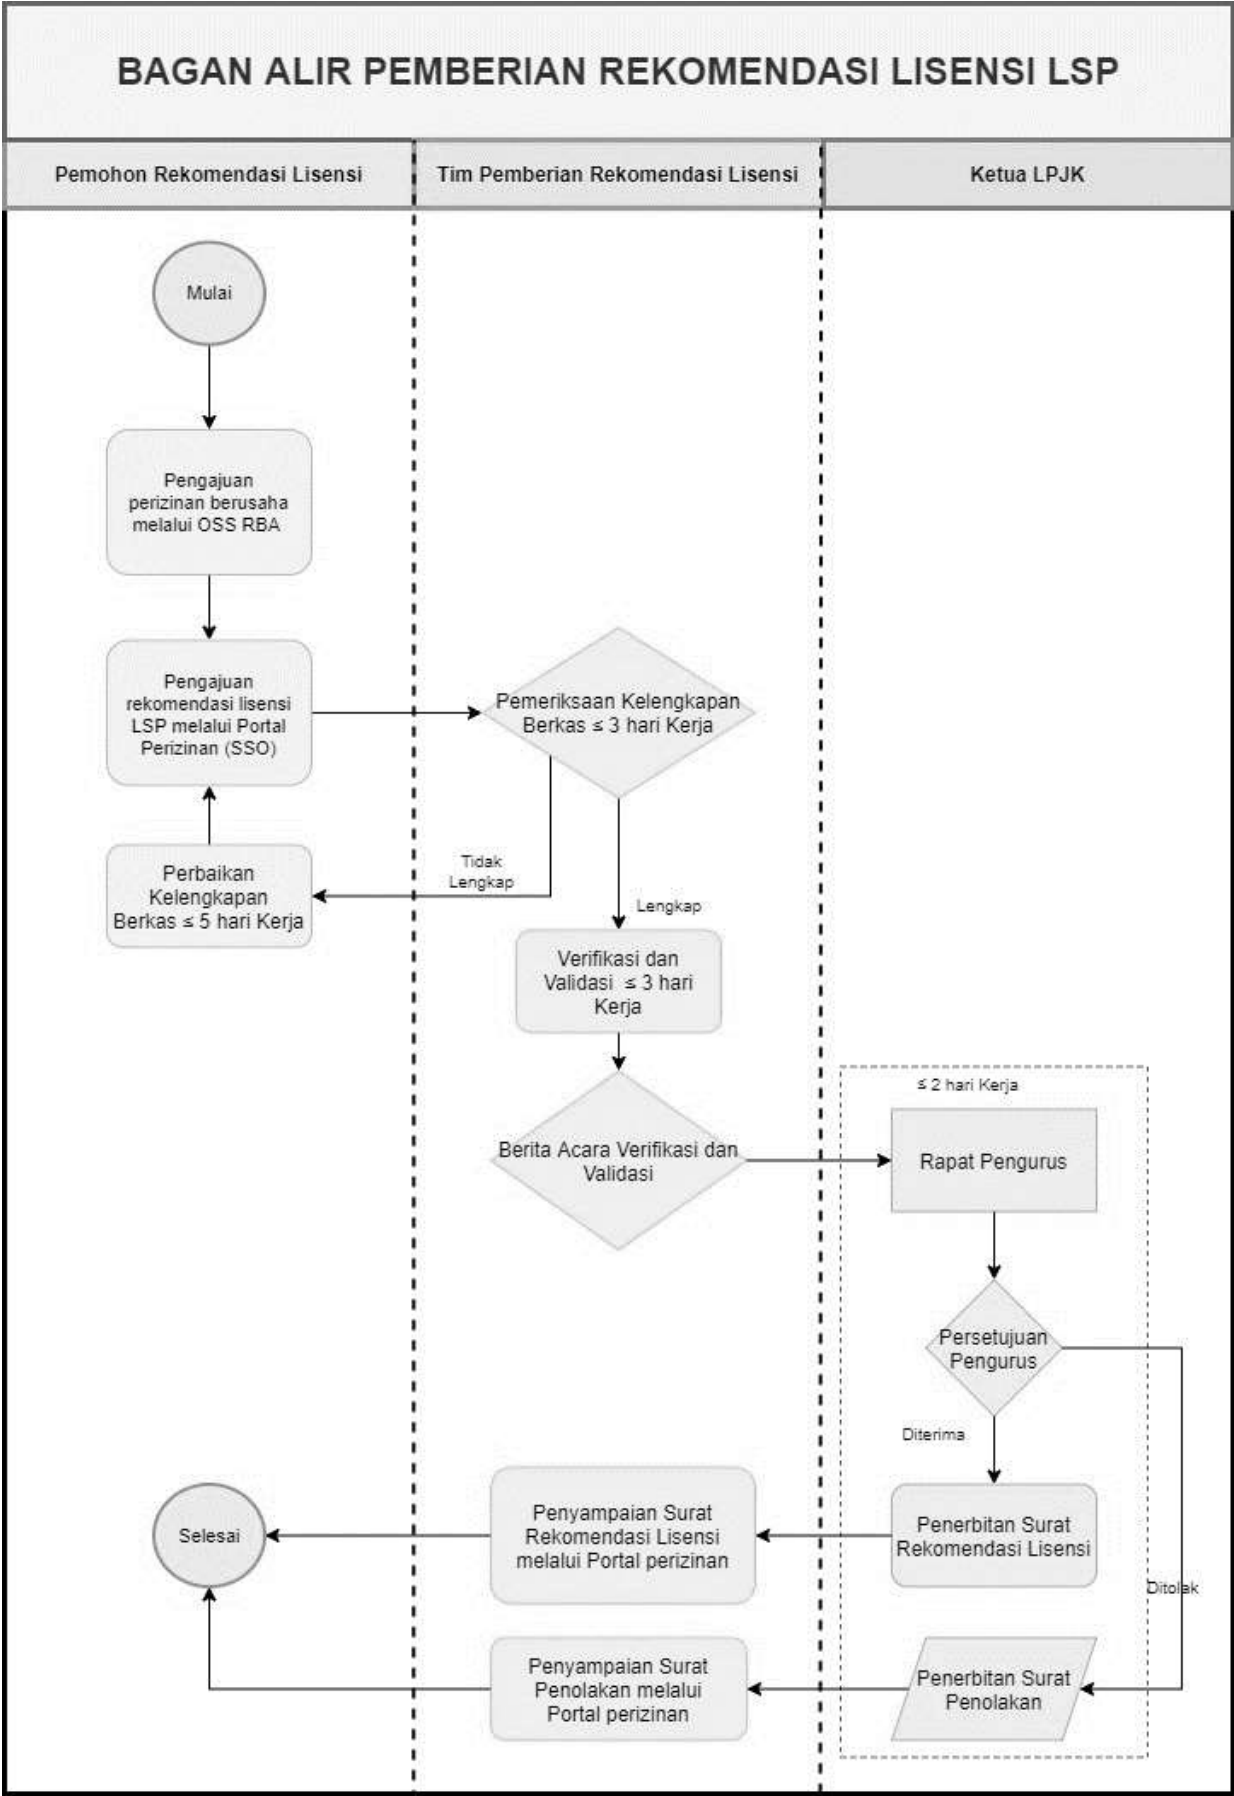 BAGAN ALIR PEMBERIAN REKOMENDASI LISENSI LSP
Pemohon Rekomendasi Lisensi
Tim Pemberian Rekomendasi Lisensi
Ketua LPJK
Mulai
Pengajuan
perizinan berusaha
melalui OSS RBA
Pengajuan
rekomendasi lisensi
LSP melalui Portal
Perizinan (SSO)
Pemeriksaan Kelengkapan
Berkas ≤ 3 hari Kerja
Tidak
Lengkap
Perbaikan
Kelengkapan
Berkas ≤ 5 hari Kerja
Lengkap
Verifikasi dan
Validasi ≤ 3 hari
Kerja
Berita Acara Verifikasi dan
Validasi
≤ 2 hari Kerja
Rapat Pengurus
Persetujuan
Pengurus
Diterima
Penerbitan Surat
Rekomendasi Lisensi
Ditolak
Penyampaian Surat
Rekomendasi Lisensi
melalui Portal perizinan
Selesai
Penerbitan Surat
Penolakan
Penyampaian Surat
Penolakan melalui
Portal perizinan